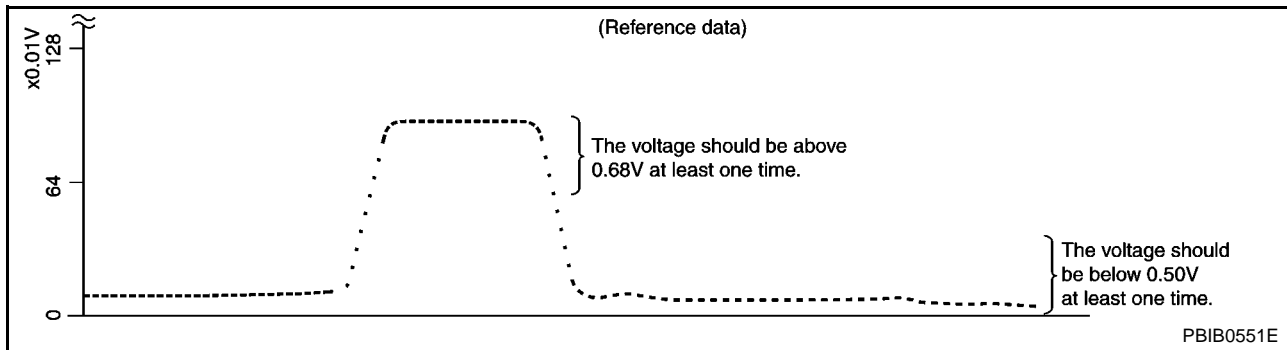 (Reference data)
x0.01V
128
64
0
The voltage should be above
0.68V at least one time.
The voltage should
be below 0.50V
at least one time.
PBIB0551E